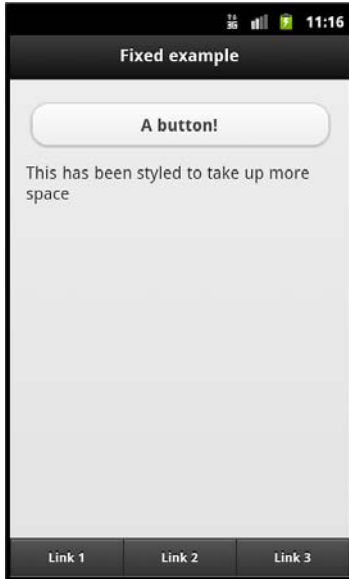 3G 11:16
Fixed example
A button!
This has been styled to take up more
space
Link 1 Link 2 Link 3